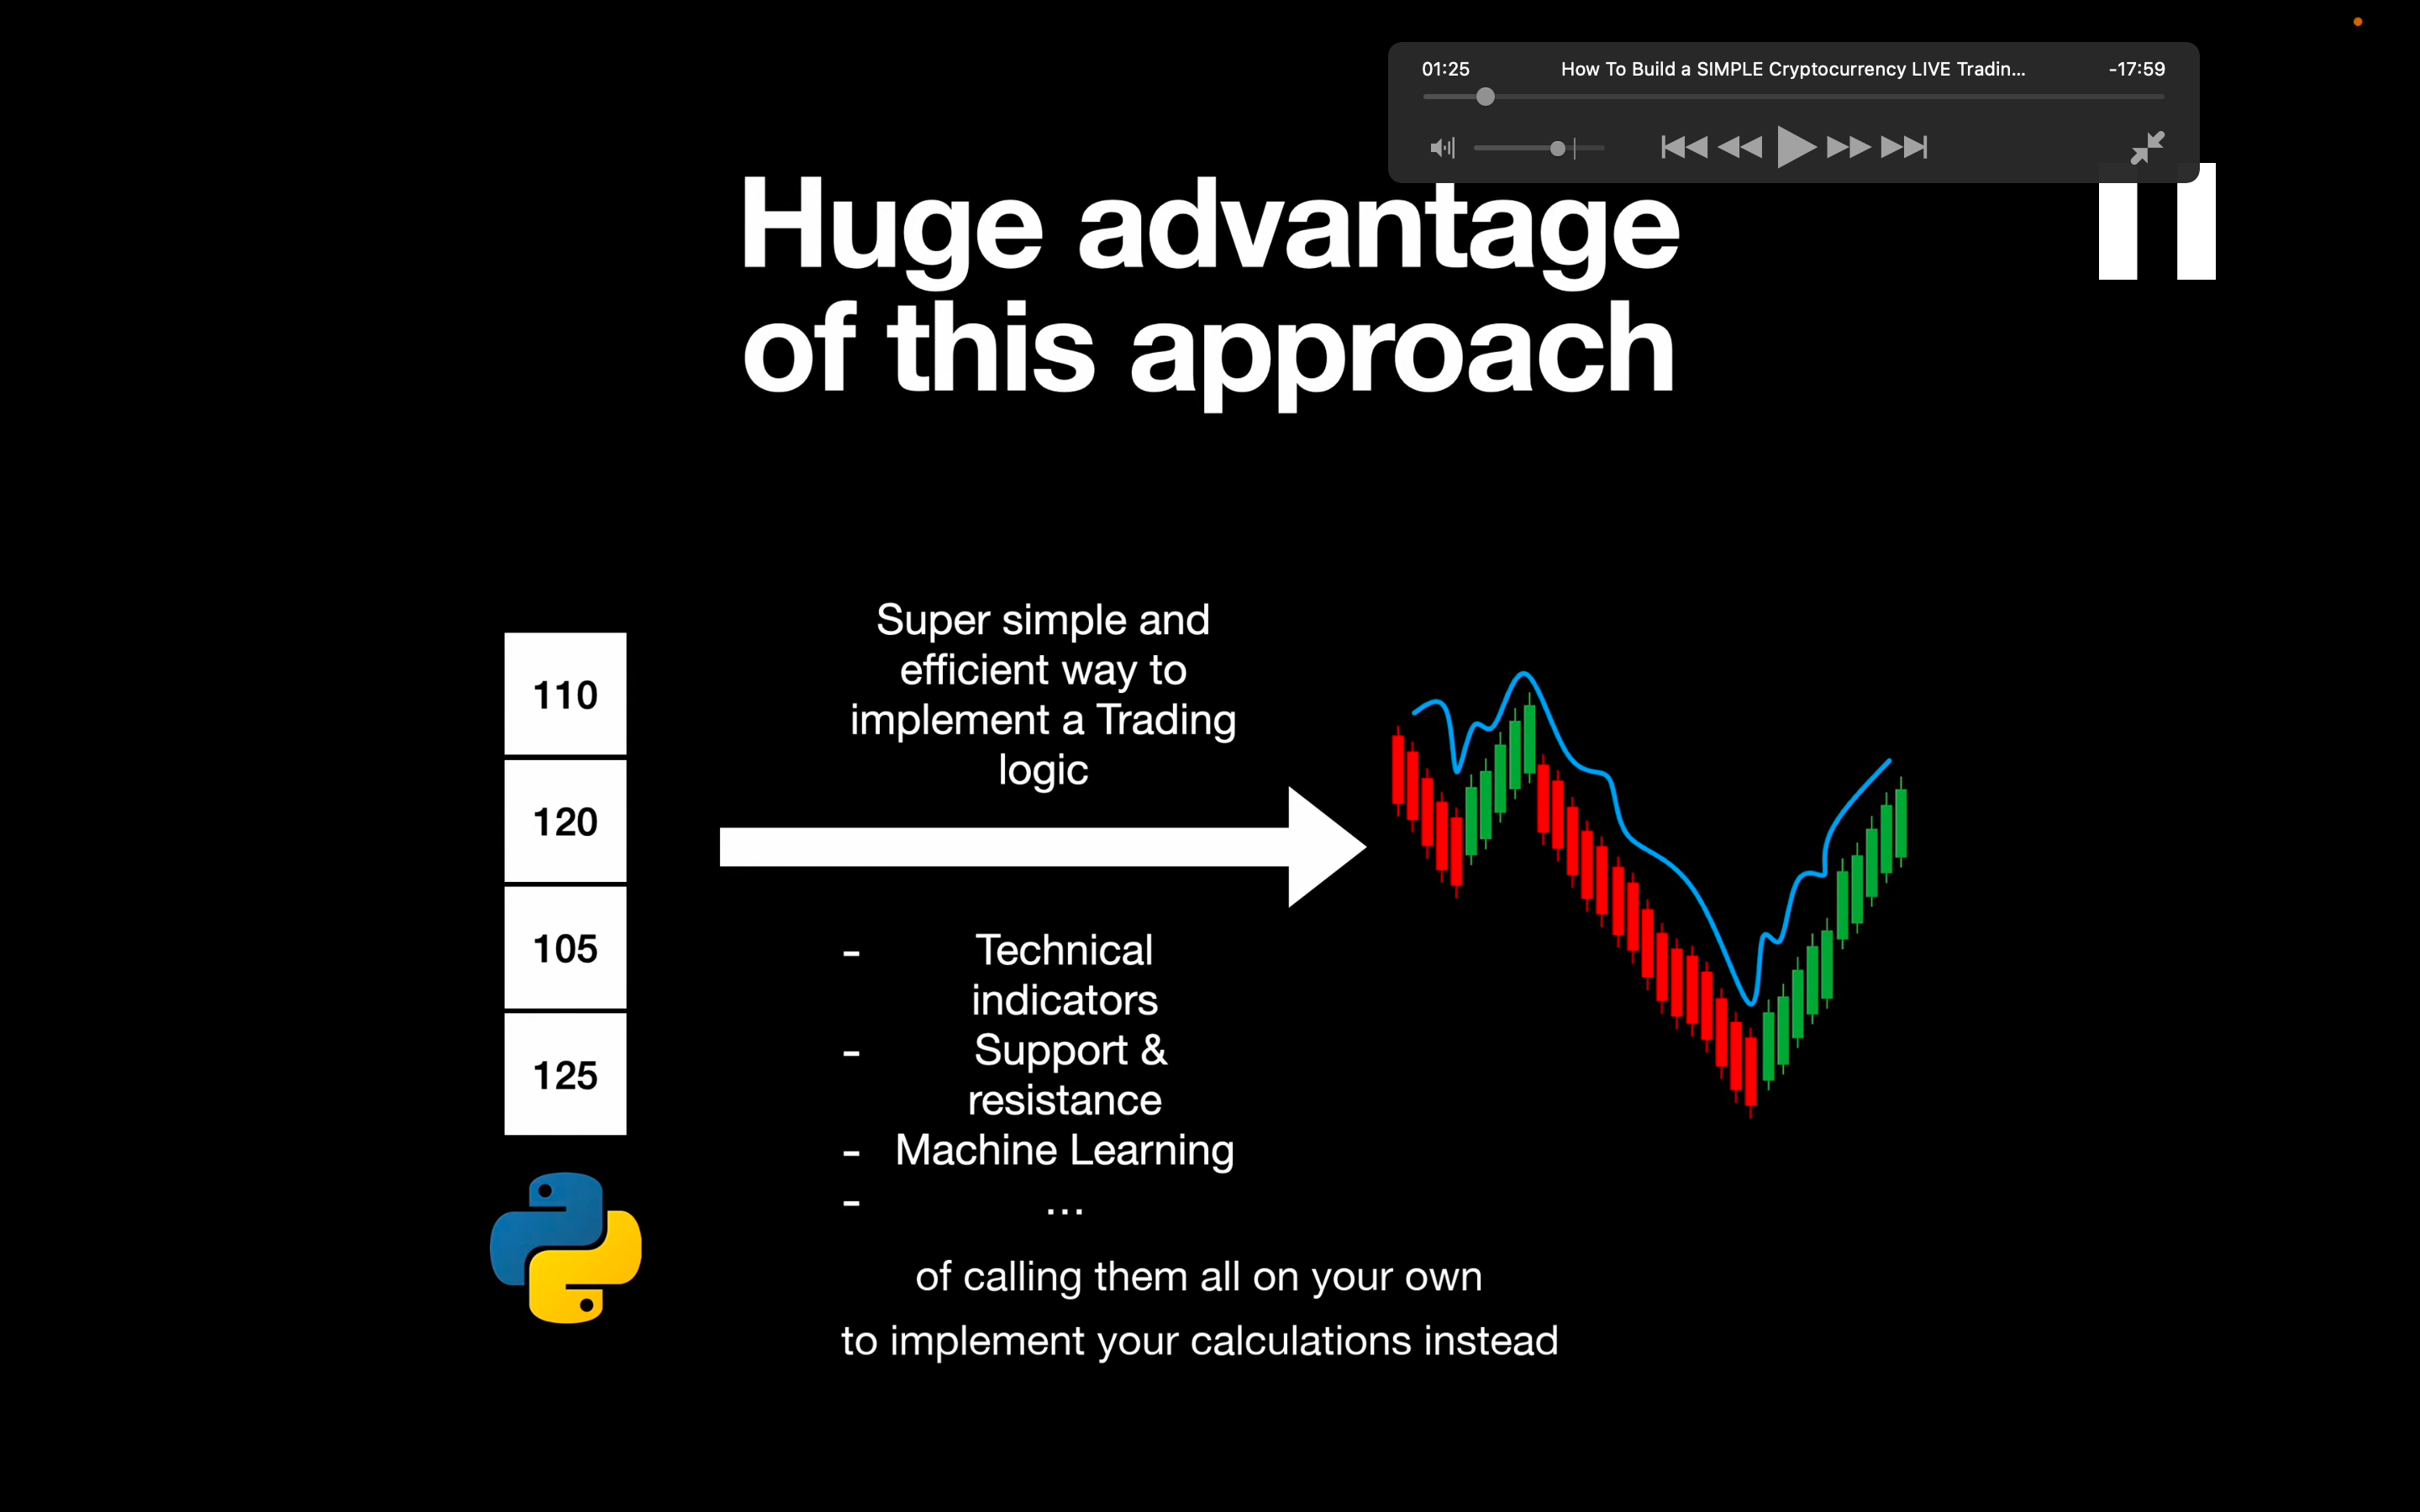 01:25
How To Build a SIMPLE Cryptocurrency LIVE Tradin...
-17:59
Huge advantage
of this approach
Super simple and
efficient way to
implement a Trading
logic
110
120
105
125
- Technical
indicators
- Support &
resistance
- Machine Learning
- ...
of calling them all on your own
to implement your calculations instead